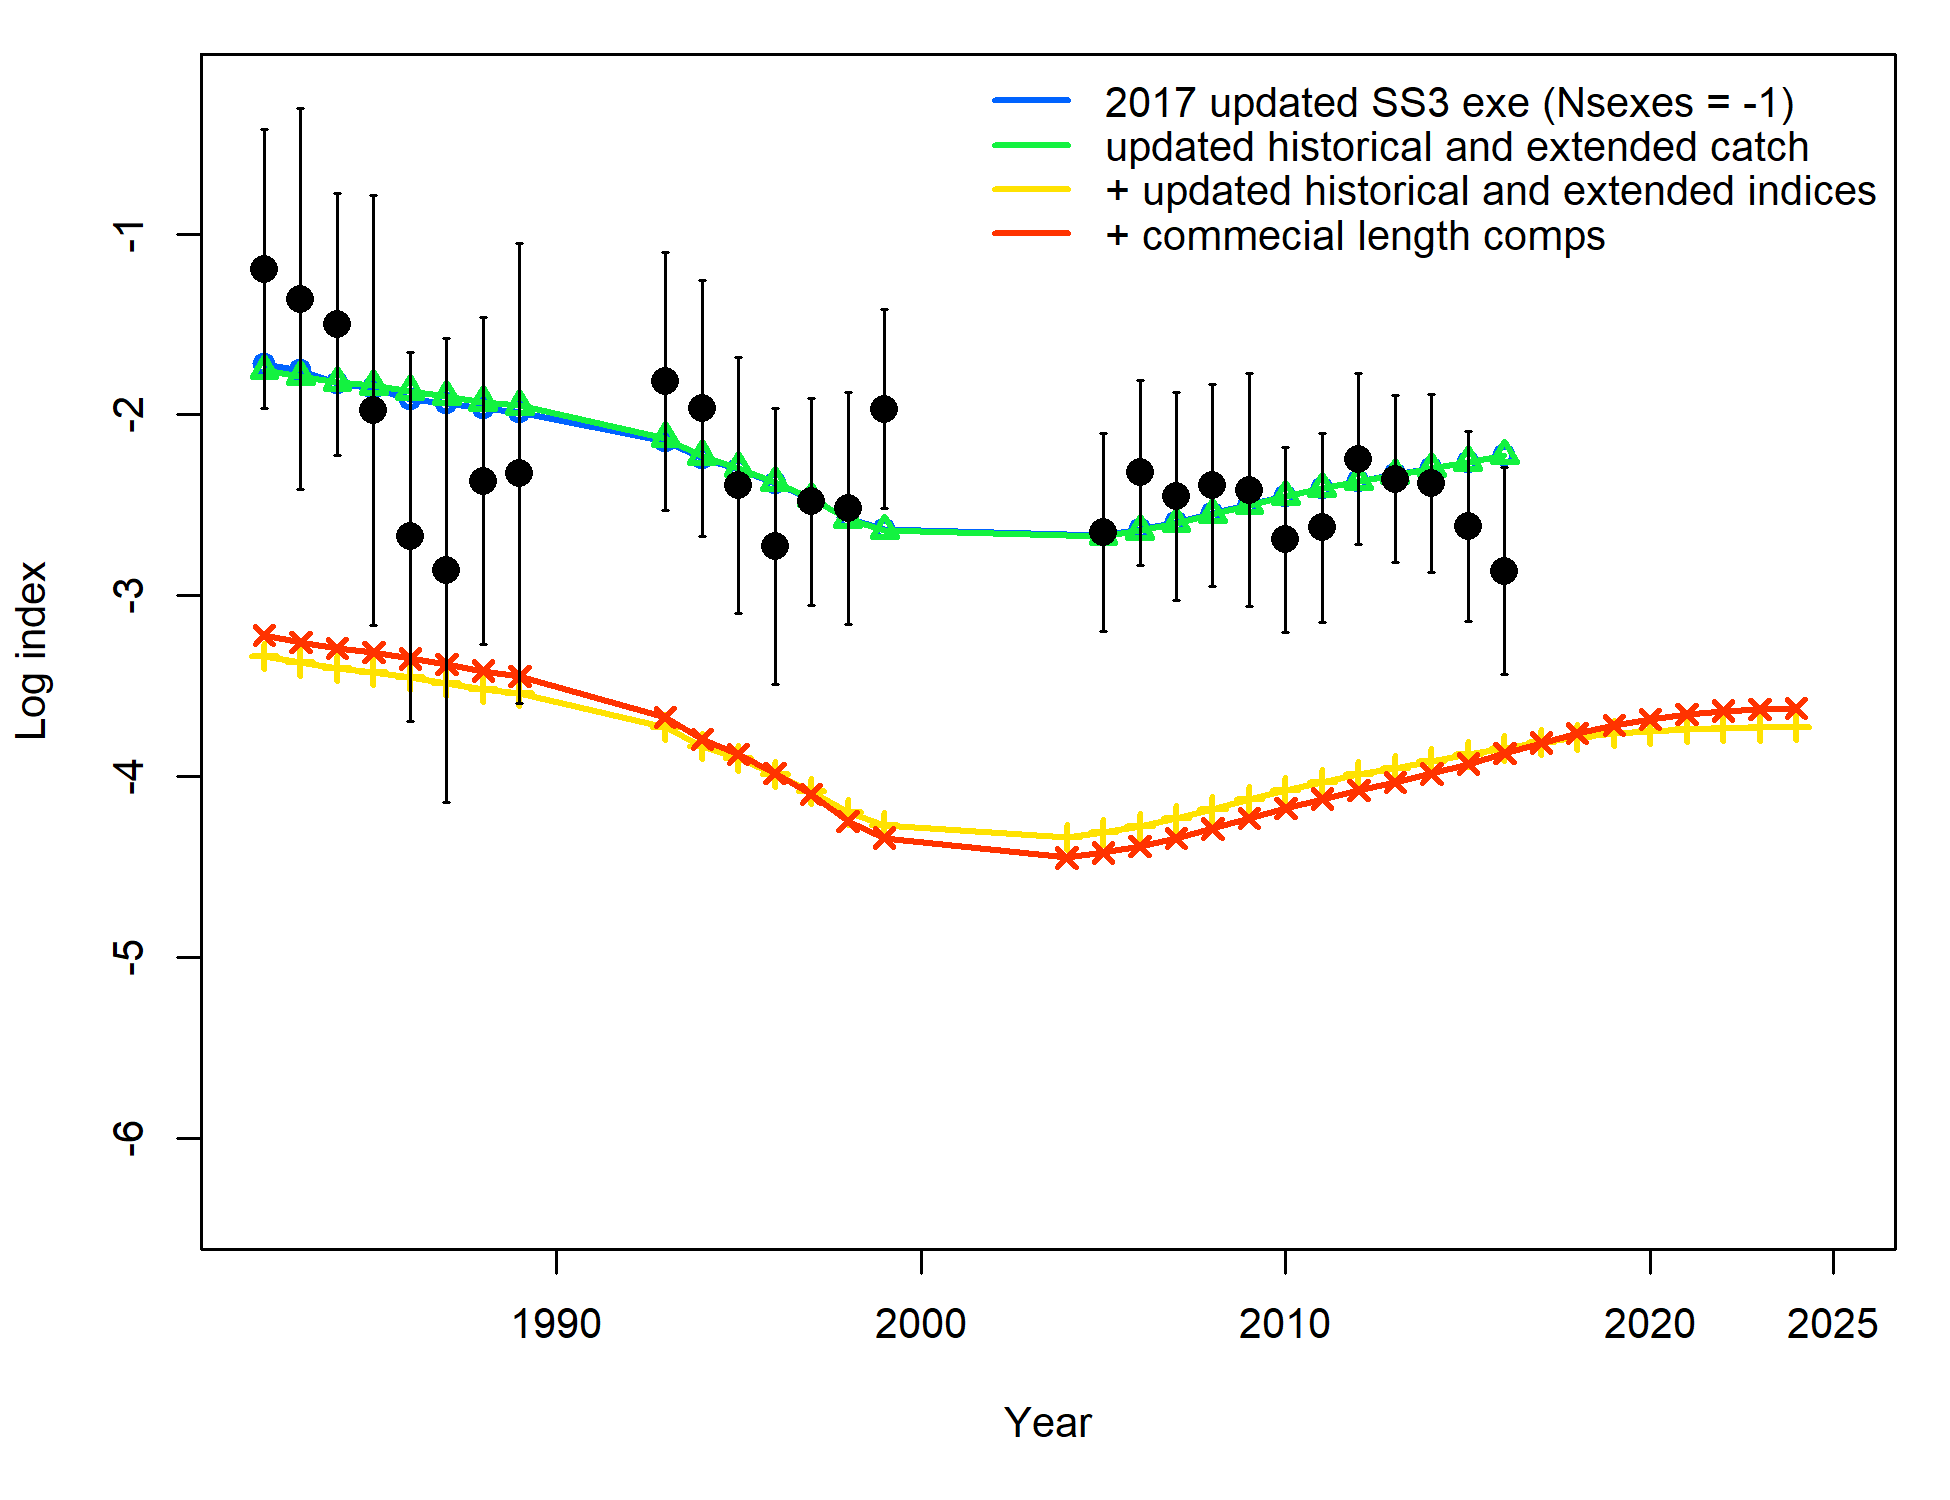 2017 updated SS3 exe (Nsexes = -1)
updated historical and extended catch
+ updated historical and extended indices
+ commecial length comps
Log index
-1
-2
-3
-4
-5
-6
1990
2000
2010
2020
2025
Year